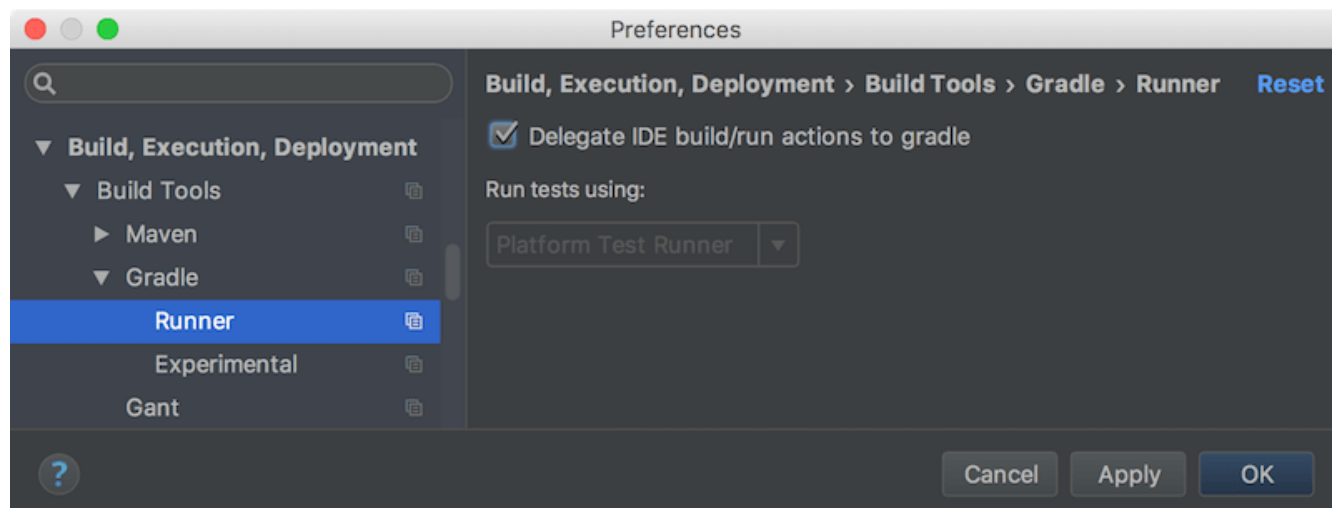 Preferences
Build, Execution, Deployment
Build Tools
Maven
Gradle
Runner
Experimental
Gant
Build, Execution, Deployment › Build Tools › Gradle › Runner Reset
Delegate IDE build/run actions to gradle
Run tests using:
Platform Test Runner
?
Cancel Apply OK